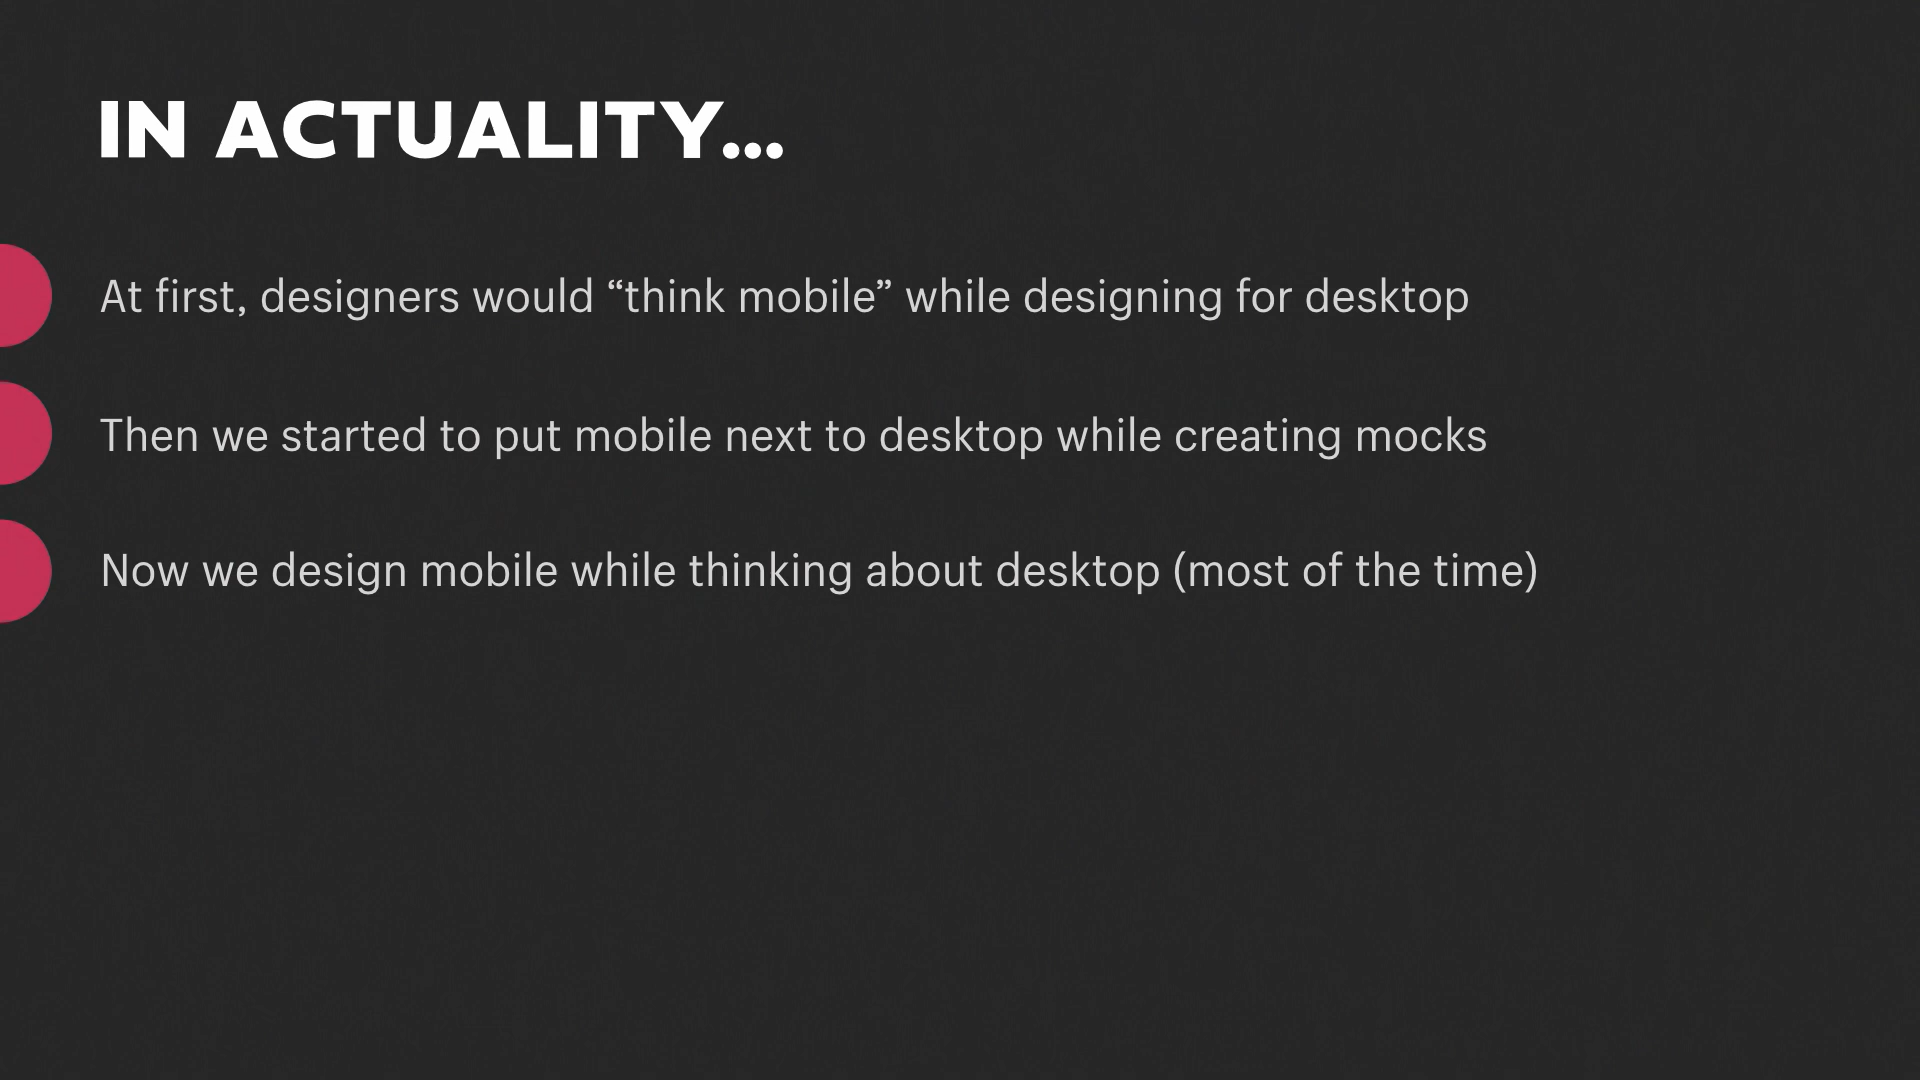 IN ACTUALITY...
At first, designers would “think mobile” while designing for desktop
Then we started to put mobile next to desktop while creating mocks
Now we design mobile while thinking about desktop (most of the time)